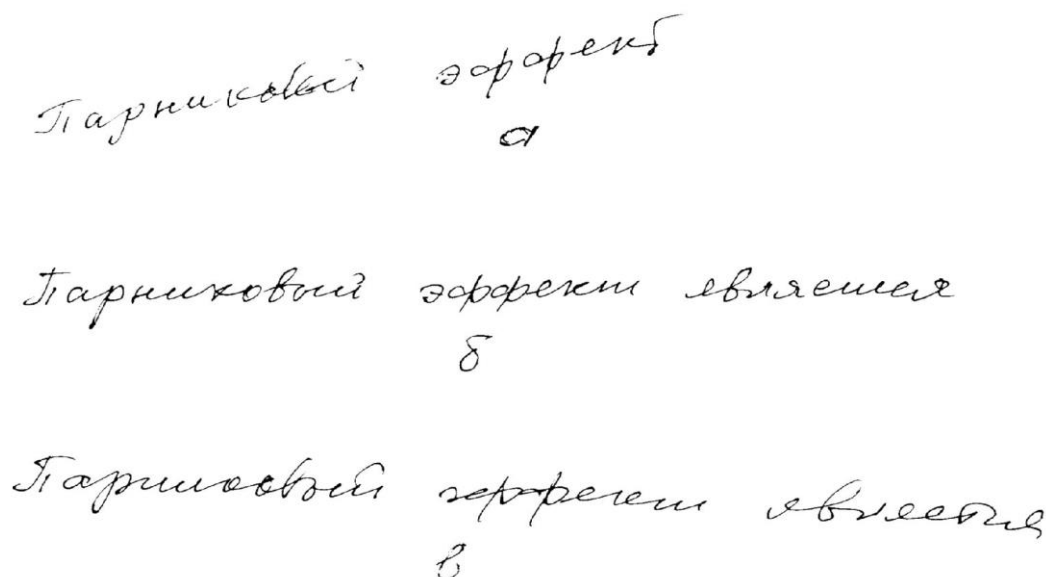 Парниковый эффект
а
Парниковый эффект является
б
Парниковый эффект является
в